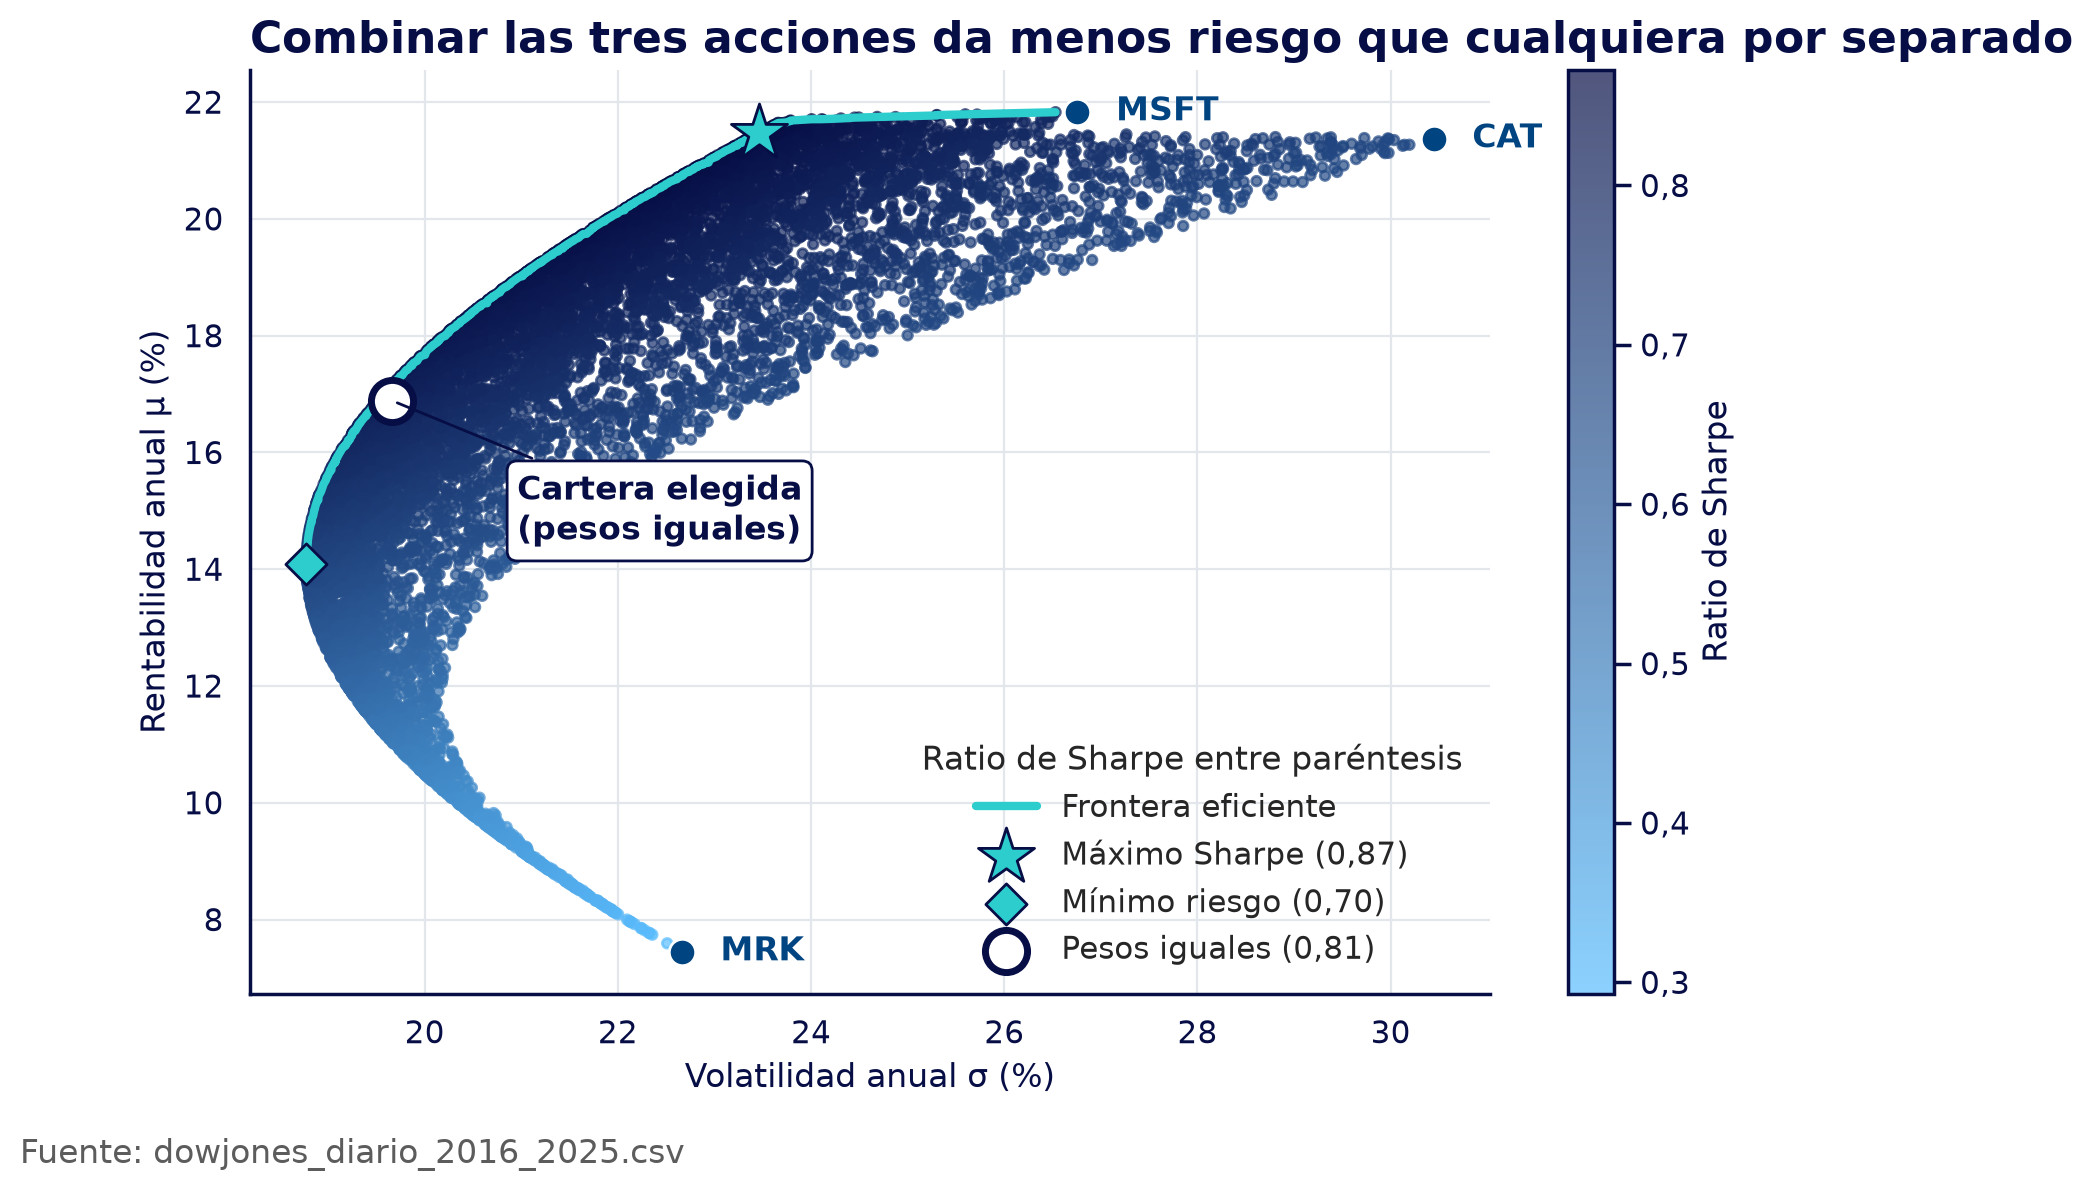 Combinar las tres acciones da menos riesgo que cualquiera por separado
22
20
18
16
14
12
10
8
Rentabilidad anual μ (%)
MSFT
CAT
Cartera elegida
(pesos iguales)
MRK
Ratio de Sharpe entre paréntesis
Frontera eficiente
Máximo Sharpe (0,87)
Mínimo riesgo (0,70)
Pesos iguales (0,81)
20
22
24
26
28
30
Volatilidad anual σ (%)
0,8
0,7
0,6
0,5
0,4
0,3
Ratio de Sharpe
Fuente: dowjones_diario_2016_2025.csv